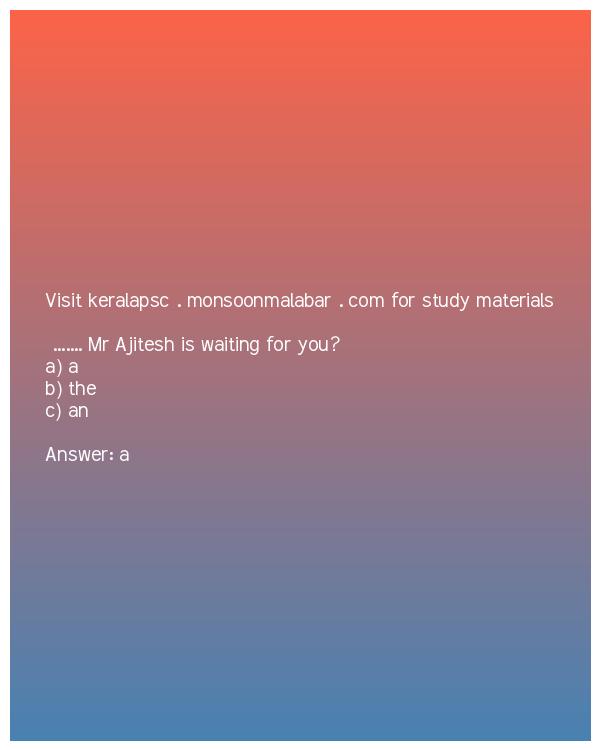 Visit keralapsc . monsoonmalabar . com for study materials
....... Mr Ajitesh is waiting for you?
a) a
b) the
c) an
Answer: a